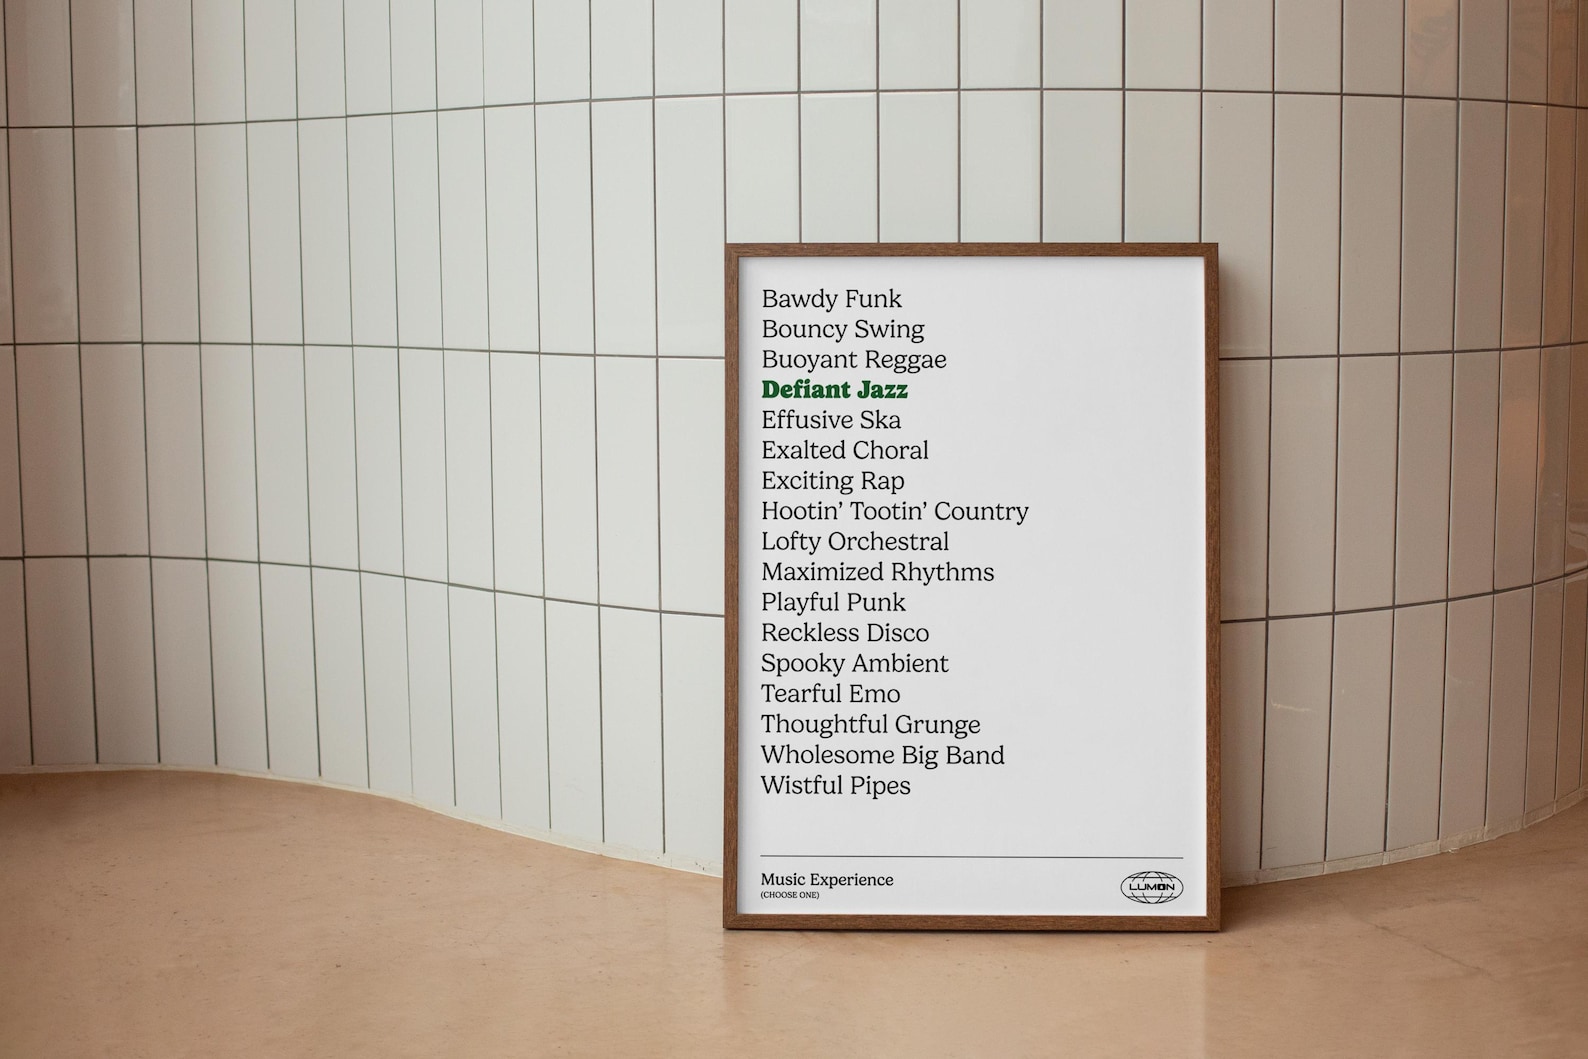 Bawdy Funk
Bouncy Swing
Buoyant Reggae
Defiant Jazz
Effusive Ska
Exalted Choral
Exciting Rap
Hootin’ Tootin’ Country
Lofty Orchestral
Maximized Rhythms
Playful Punk
Reckless Disco
Spooky Ambient
Tearful Emo
Thoughtful Grunge
Wholesome Big Band
Wistful Pipes
Music Experience
(CHOOSE ONE)
LUMON